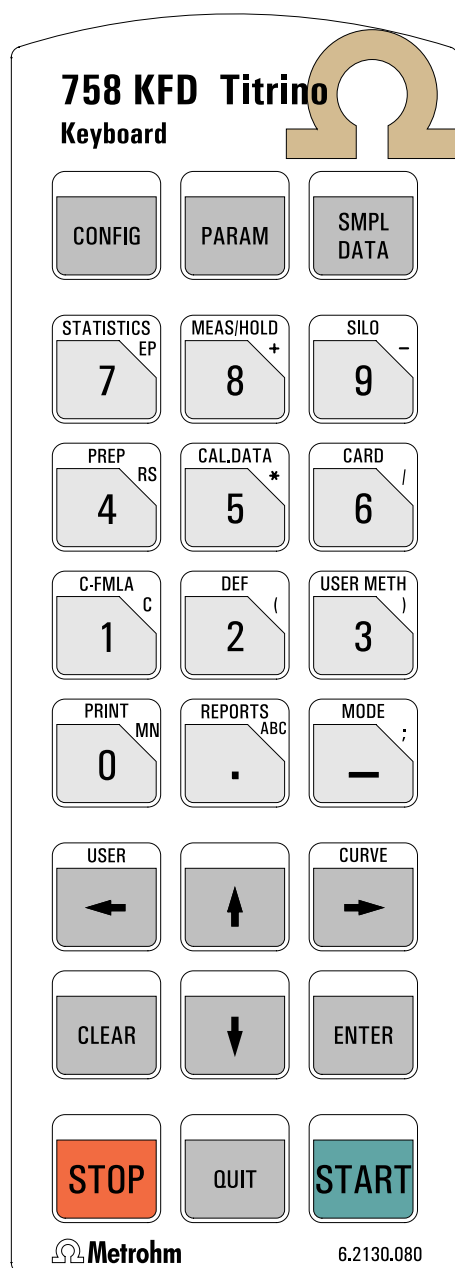 758 KFD Titrino
Keyboard
CONFIG PARAM SMPL DATA
STATISTICS MEAS/HOLD SILO
EP + –
7 8 9
PREP CAL.DATA CARD
RS * /
4 5 6
C-FMLA DEF USER METH
C ( )
1 2 3
PRINT REPORTS MODE
MN ABC ;
0 . –
USER CURVE
← ↑ →
CLEAR ↓ ENTER
STOP QUIT START
Metrohm 6.2130.080